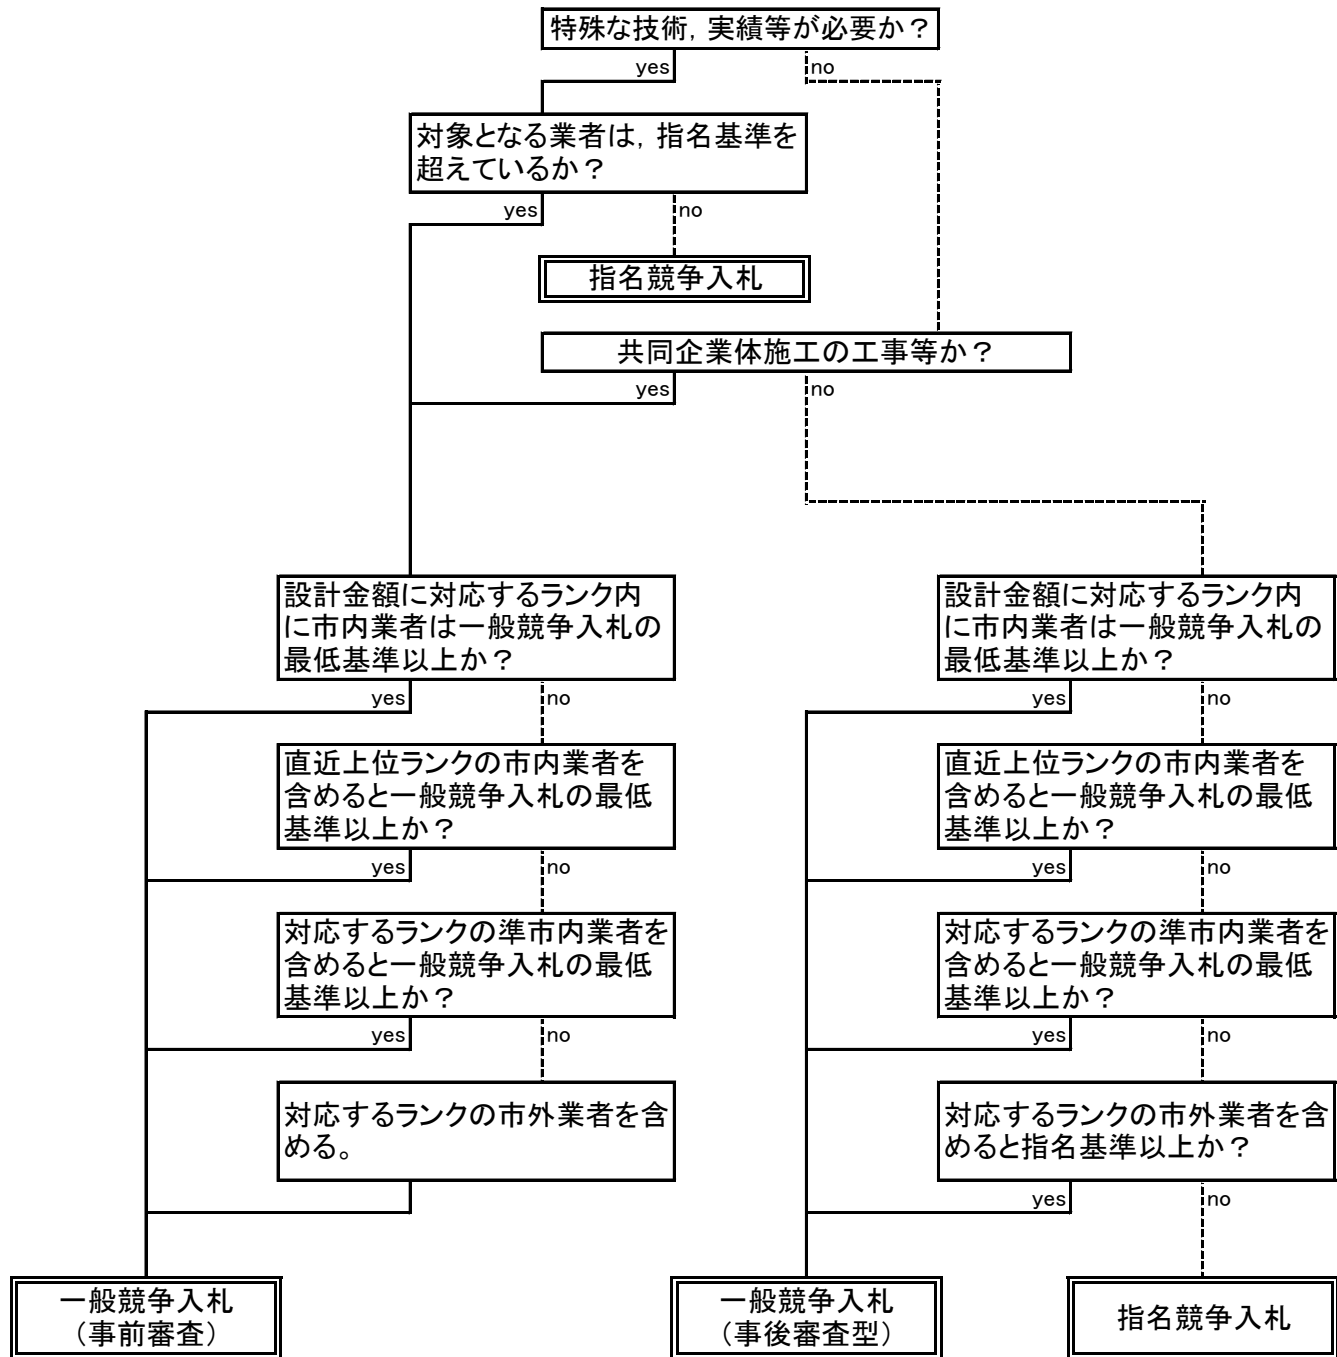 特殊な技術，実績等が必要か？
yes
no
対象となる業者は，指名基準を
超えているか？
yes
no
指名競争入札
共同企業体施工の工事等か？
yes
no
設計金額に対応するランク内
に市内業者は一般競争入札の
最低基準以上か？
yes
no
直近上位ランクの市内業者を
含めると一般競争入札の最低
基準以上か？
yes
no
対応するランクの準市内業者を
含めると一般競争入札の最低
基準以上か？
yes
no
対応するランクの市外業者を含
める。
一般競争入札
（事前審査）
設計金額に対応するランク内
に市内業者は一般競争入札の
最低基準以上か？
yes
no
直近上位ランクの市内業者を
含めると一般競争入札の最低
基準以上か？
yes
no
対応するランクの準市内業者を
含めると一般競争入札の最低
基準以上か？
yes
no
対応するランクの市外業者を含
めると指名基準以上か？
yes
no
一般競争入札
（事後審査型）
指名競争入札